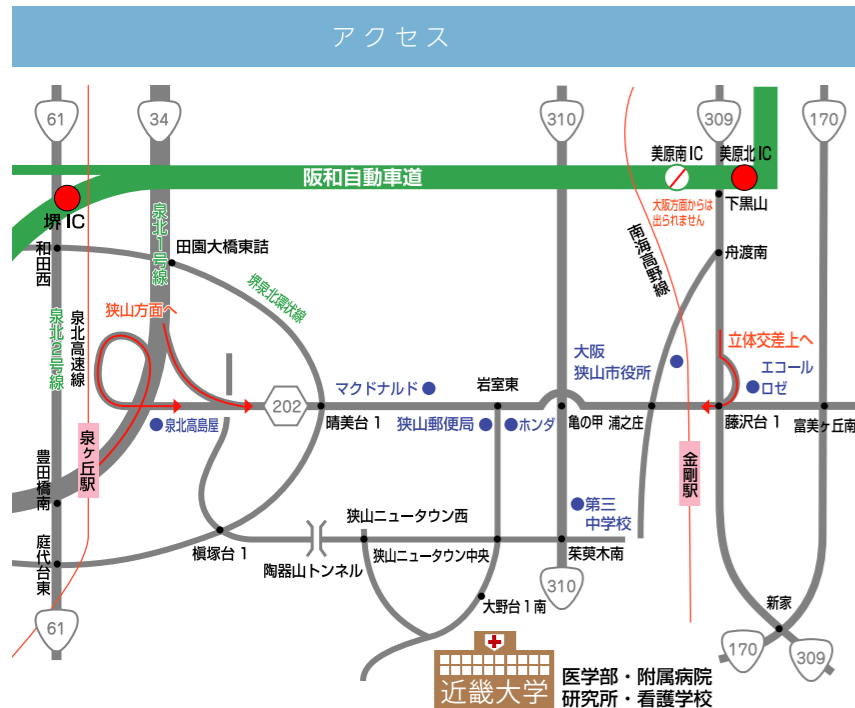 アクセス
61
34
310
309
170
美原南IC
美原北IC
阪和自動車道
堺IC
大阪方面からは
出られません
下黒山
和田西
泉北1号線
田園大橋東詰
南海高野線
舟渡南
堺泉北環状線
狭山方面へ
泉北2号線
泉北高速線
大阪
狭山市役所
立体交差上へ
エコール
ロゼ
マクドナルド
岩室東
202
泉北高島屋
晴美台1
狭山郵便局
ホンダ
亀の甲
浦之庄
藤沢台1
富美ヶ丘南
泉ヶ丘駅
豊田橋南
金剛駅
第三
中学校
狭山ニュータウン西
庭代台東
槇塚台1
陶器山トンネル
狭山ニュータウン中央
茱萸木南
310
大野台1南
新家
61
170
309
近畿大学
医学部・附属病院
研究所・看護学校